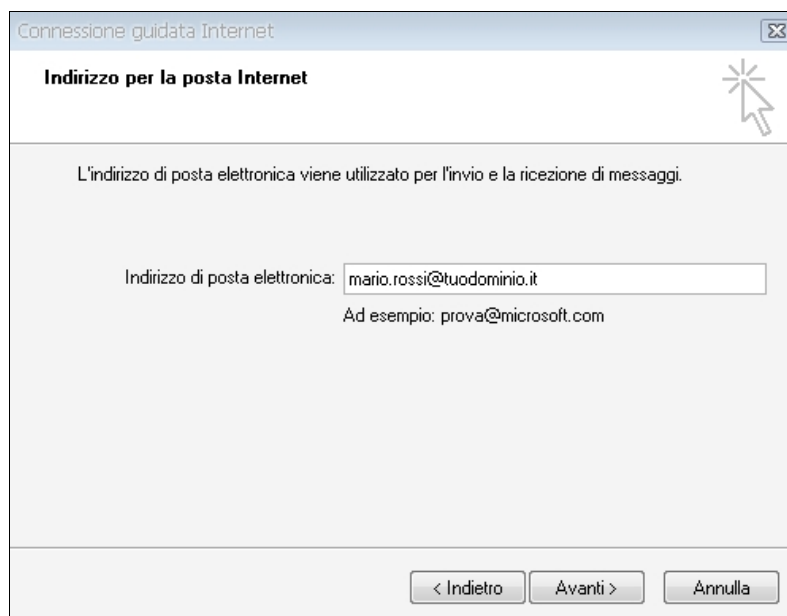 Connessione guidata Internet
Indirizzo per la posta Internet
L'indirizzo di posta elettronica viene utilizzato per l'invio e la ricezione di messaggi.
Indirizzo di posta elettronica: mario.rossi@tuodominio.it
Ad esempio: prova@microsoft.com
< Indietro Avanti > Annulla